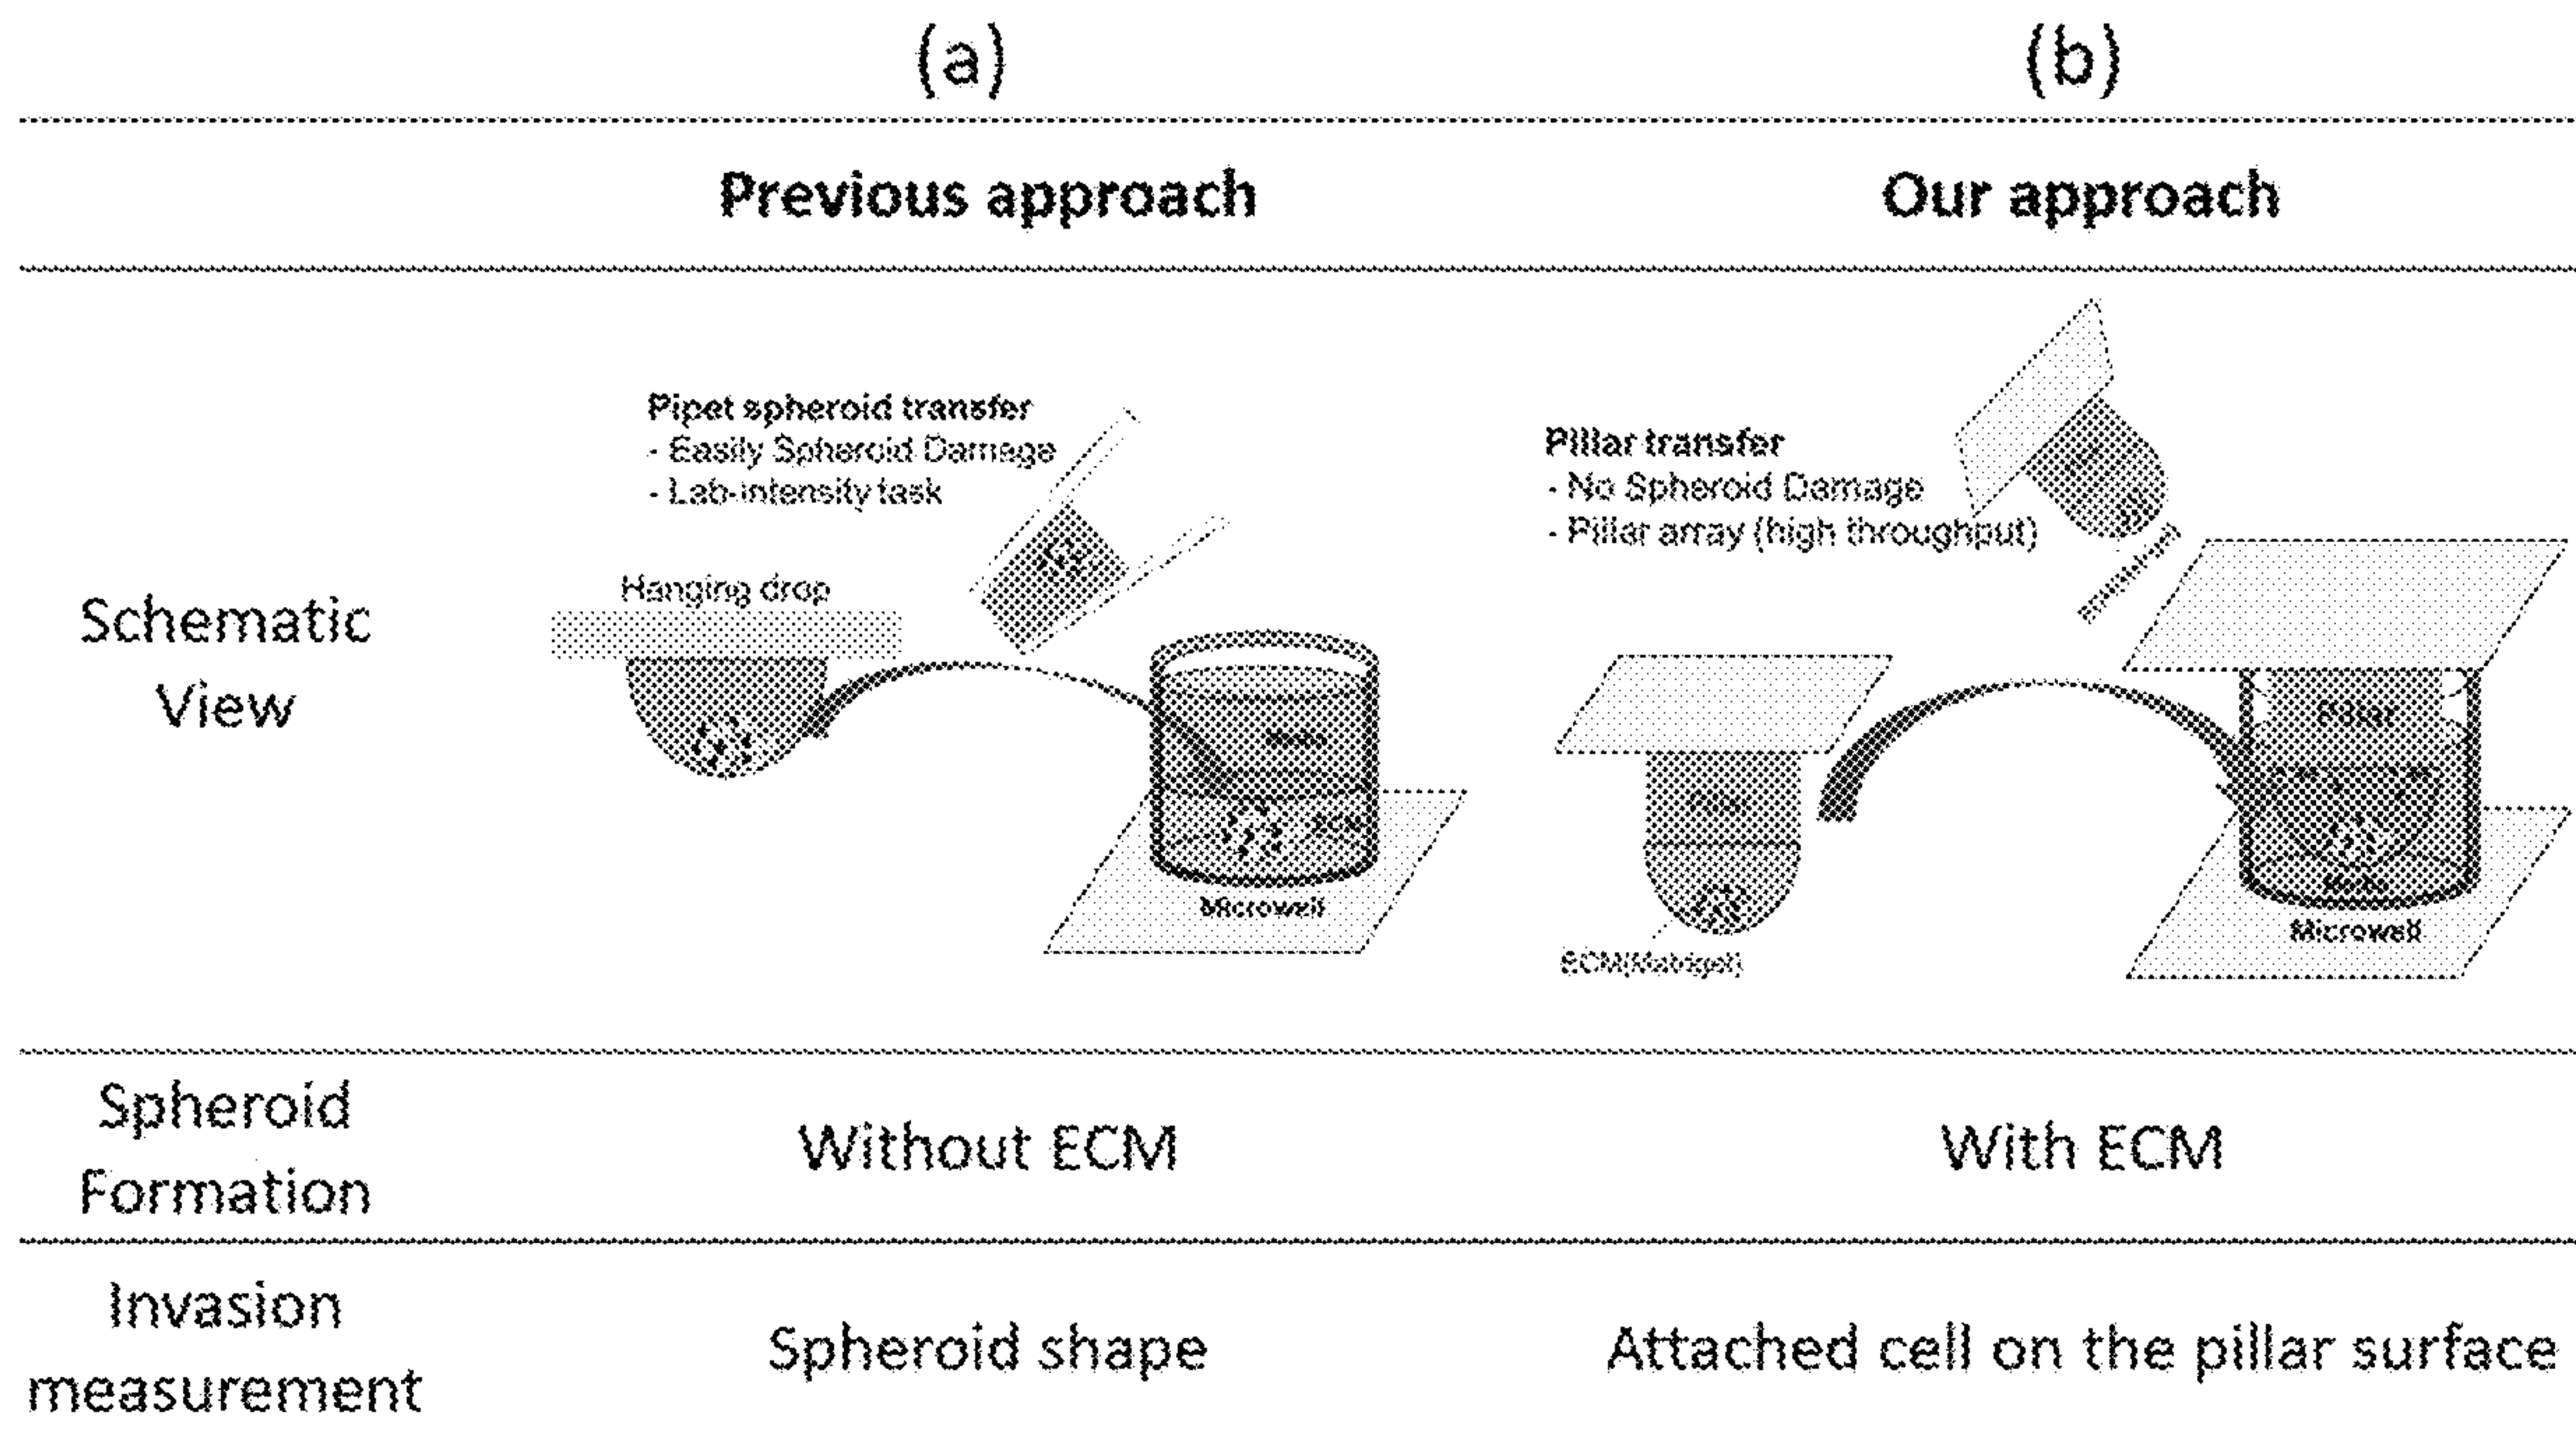 (a)
(b)
Previous approach
Our approach
Schematic
View
Pipet spheroid transfer
- Easily Spheroid Damage
- Lab-intensity task
Hanging drop
ECM
Microwell
Pillar transfer
- No Spheroid Damage
- Pillar array (high throughput)
Pillar
ECM(Matrigel)
Pillar
Microwell
Spheroid
Formation
Without ECM
With ECM
Invasion
measurement
Spheroid shape
Attached cell on the pillar surface